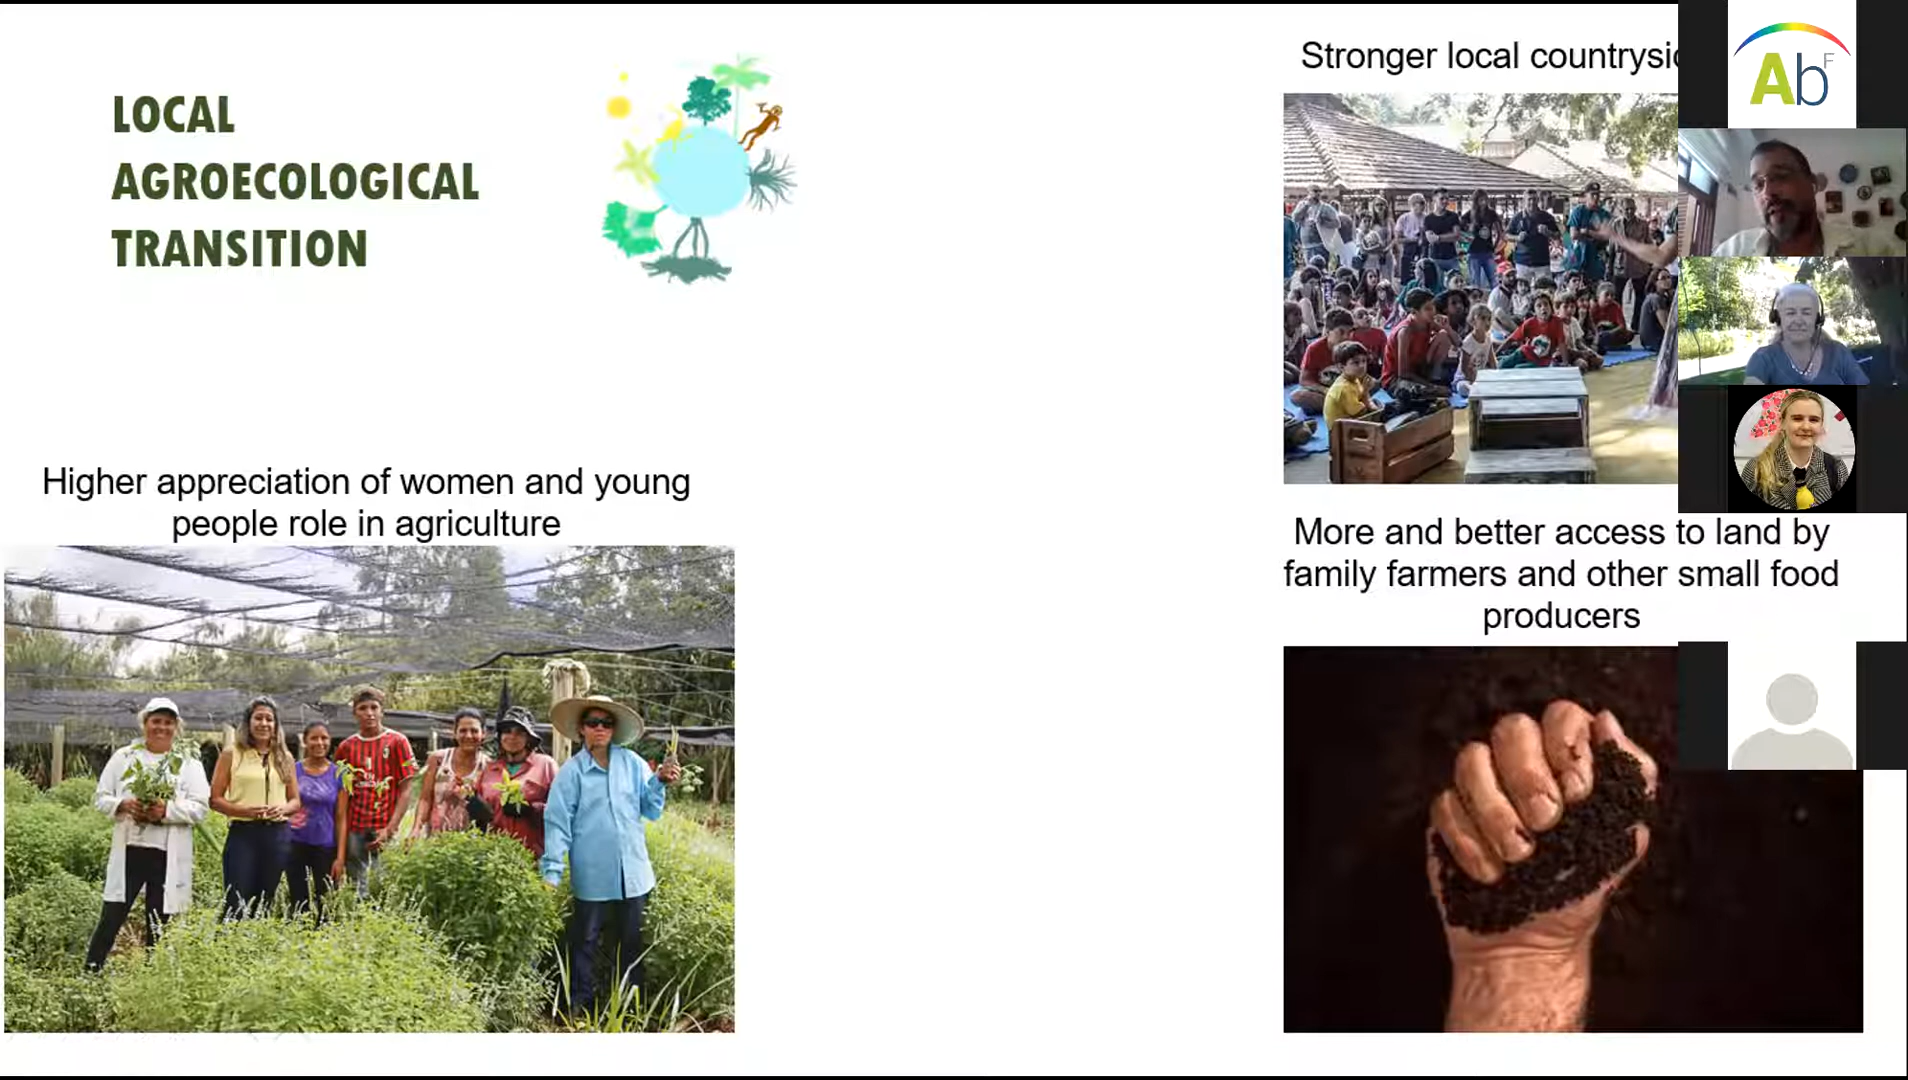 LOCAL
AGROECOLOGICAL
TRANSITION
Stronger local
Higher appreciation of women and young
people role in agriculture
More and better access to land by
family farmers and other small food
producers
Ab
F